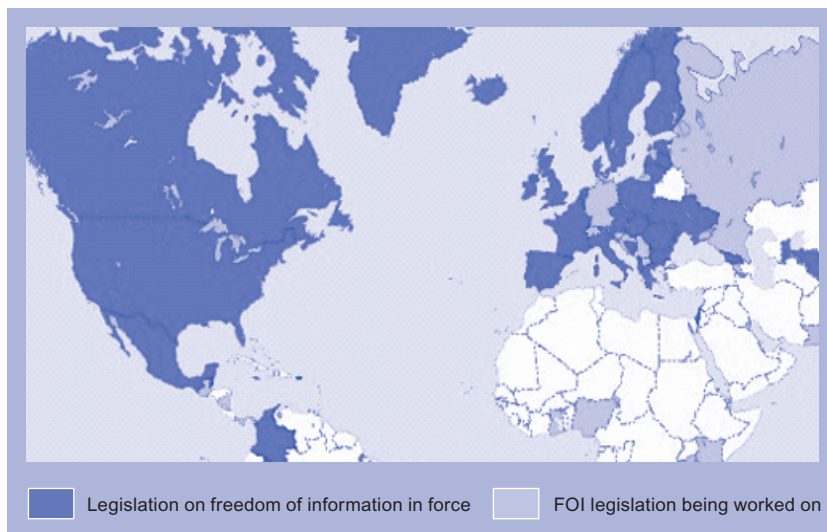 Legislation on freedom of information in force
FOI legislation being worked on